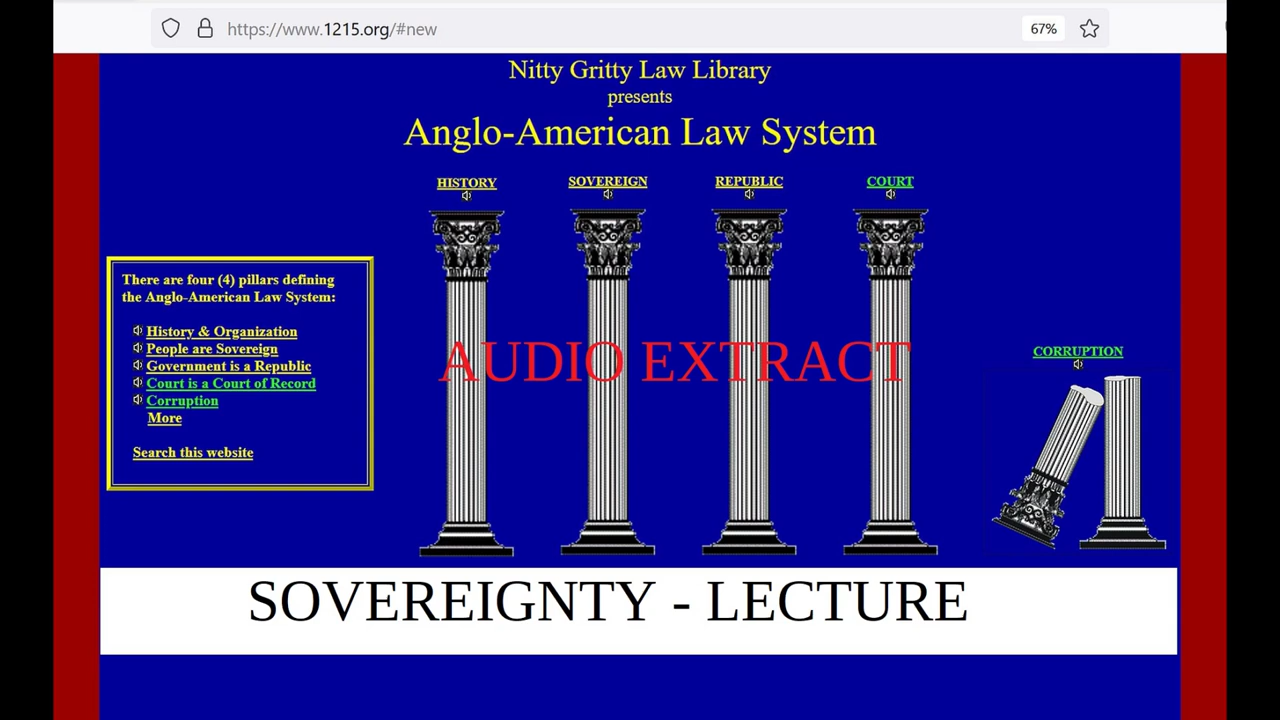 https://www.1215.org/#new
67%
Nitty Gritty Law Library
presents
Anglo-American Law System
HISTORY
SOVEREIGN
REPUBLIC
COURT
There are four (4) pillars defining
the Anglo-American Law System:
History & Organization
People are Sovereign
Government is a Republic
Court is a Court of Record
Corruption
More
Search this website
AUDIO EXTRACT
CORRUPTION
SOVEREIGNTY - LECTURE